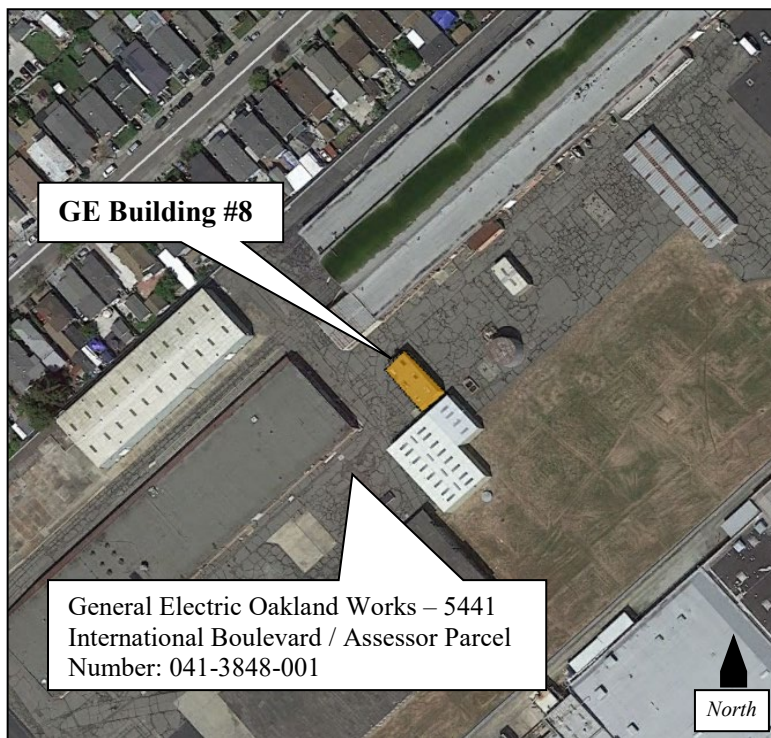 GE Building #8
General Electric Oakland Works – 5441
International Boulevard / Assessor Parcel
Number: 041-3848-001
North